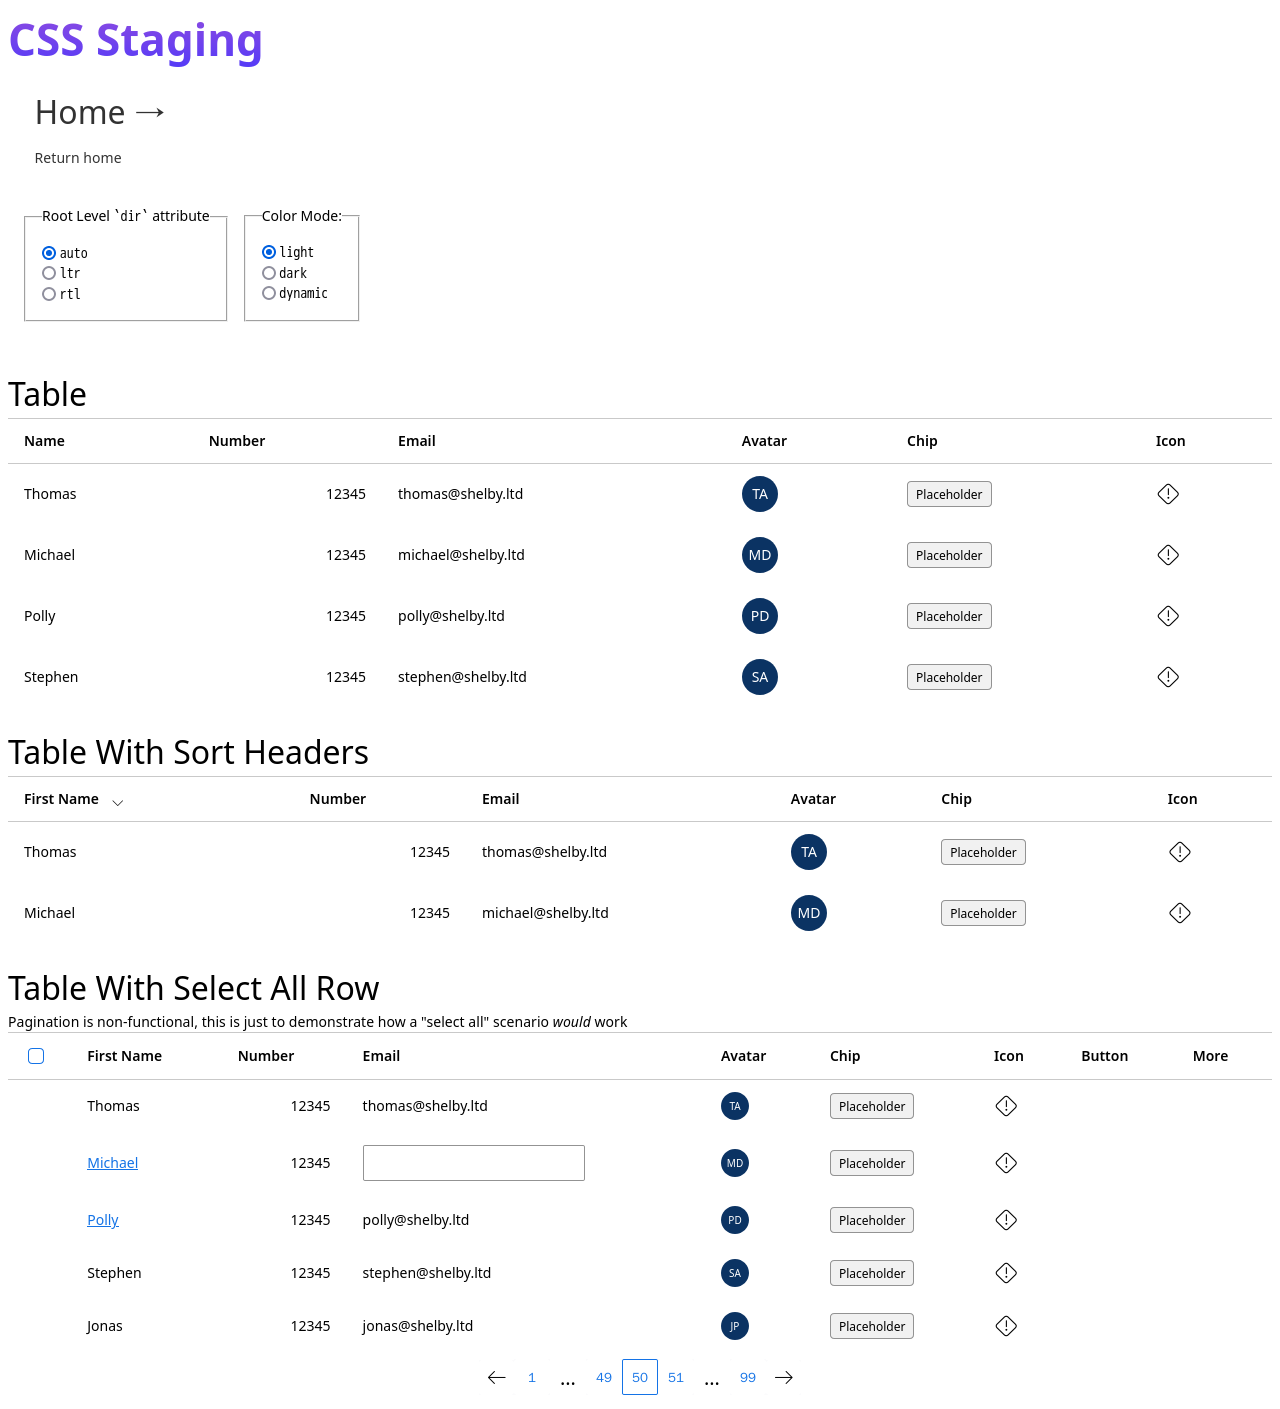 CSS Staging
Home →
Return home
Root Level `dir` attribute
auto
ltr
rtl
Color Mode:
light
dark
dynamic
Table
Name Number Email Avatar Chip Icon
Thomas 12345 thomas@shelby.ltd TA Placeholder
Michael 12345 michael@shelby.ltd MD Placeholder
Polly 12345 polly@shelby.ltd PD Placeholder
Stephen 12345 stephen@shelby.ltd SA Placeholder
Table With Sort Headers
First Name Number Email Avatar Chip Icon
Thomas 12345 thomas@shelby.ltd TA Placeholder
Michael 12345 michael@shelby.ltd MD Placeholder
Table With Select All Row
Pagination is non-functional, this is just to demonstrate how a "select all" scenario would work
First Name Number Email Avatar Chip Icon Button More
Thomas 12345 thomas@shelby.ltd TA Placeholder
Michael 12345 MD Placeholder
Polly 12345 polly@shelby.ltd PD Placeholder
Stephen 12345 stephen@shelby.ltd SA Placeholder
Jonas 12345 jonas@shelby.ltd JP Placeholder
← 1 ... 49 50 51 ... 99 →